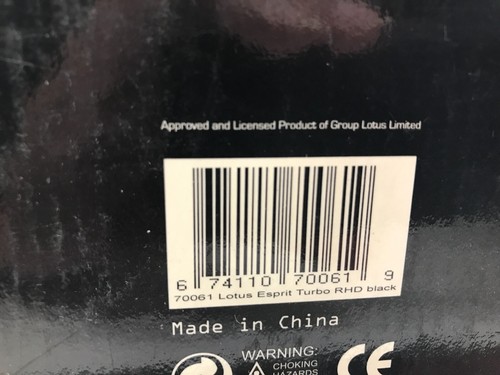 Approved and Licensed Product of Group Lotus Limited
6 74110 70061 9
70061 Lotus Esprit Turbo RHD black
Made in China
WARNING:
CHOKING
HAZARDS
CE